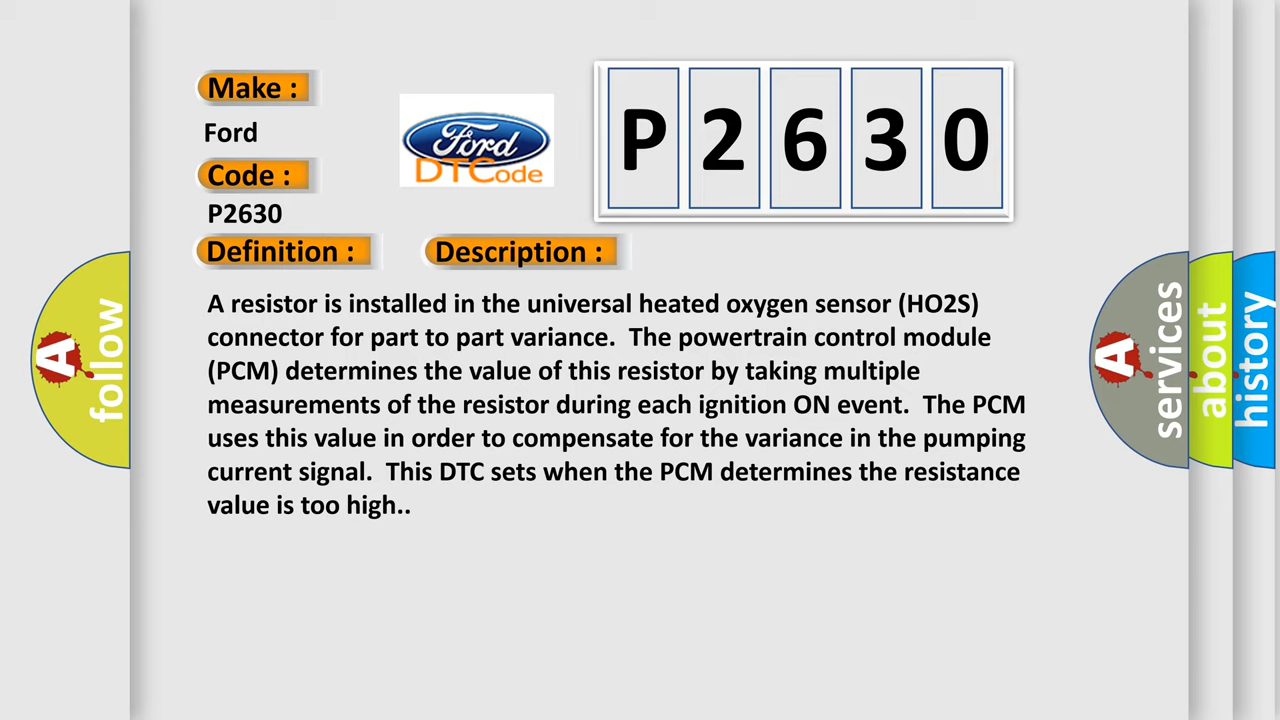 Make :
Ford
Code :
P2630
Ford
DTCode
P2630
Definition :
Description :
A resistor is installed in the universal heated oxygen sensor (HO2S)
connector for part to part variance. The powertrain control module
(PCM) determines the value of this resistor by taking multiple
measurements of the resistor during each ignition ON event. The PCM
uses this value in order to compensate for the variance in the pumping
current signal. This DTC sets when the PCM determines the resistance
value is too high..
A follow
A services
about
history